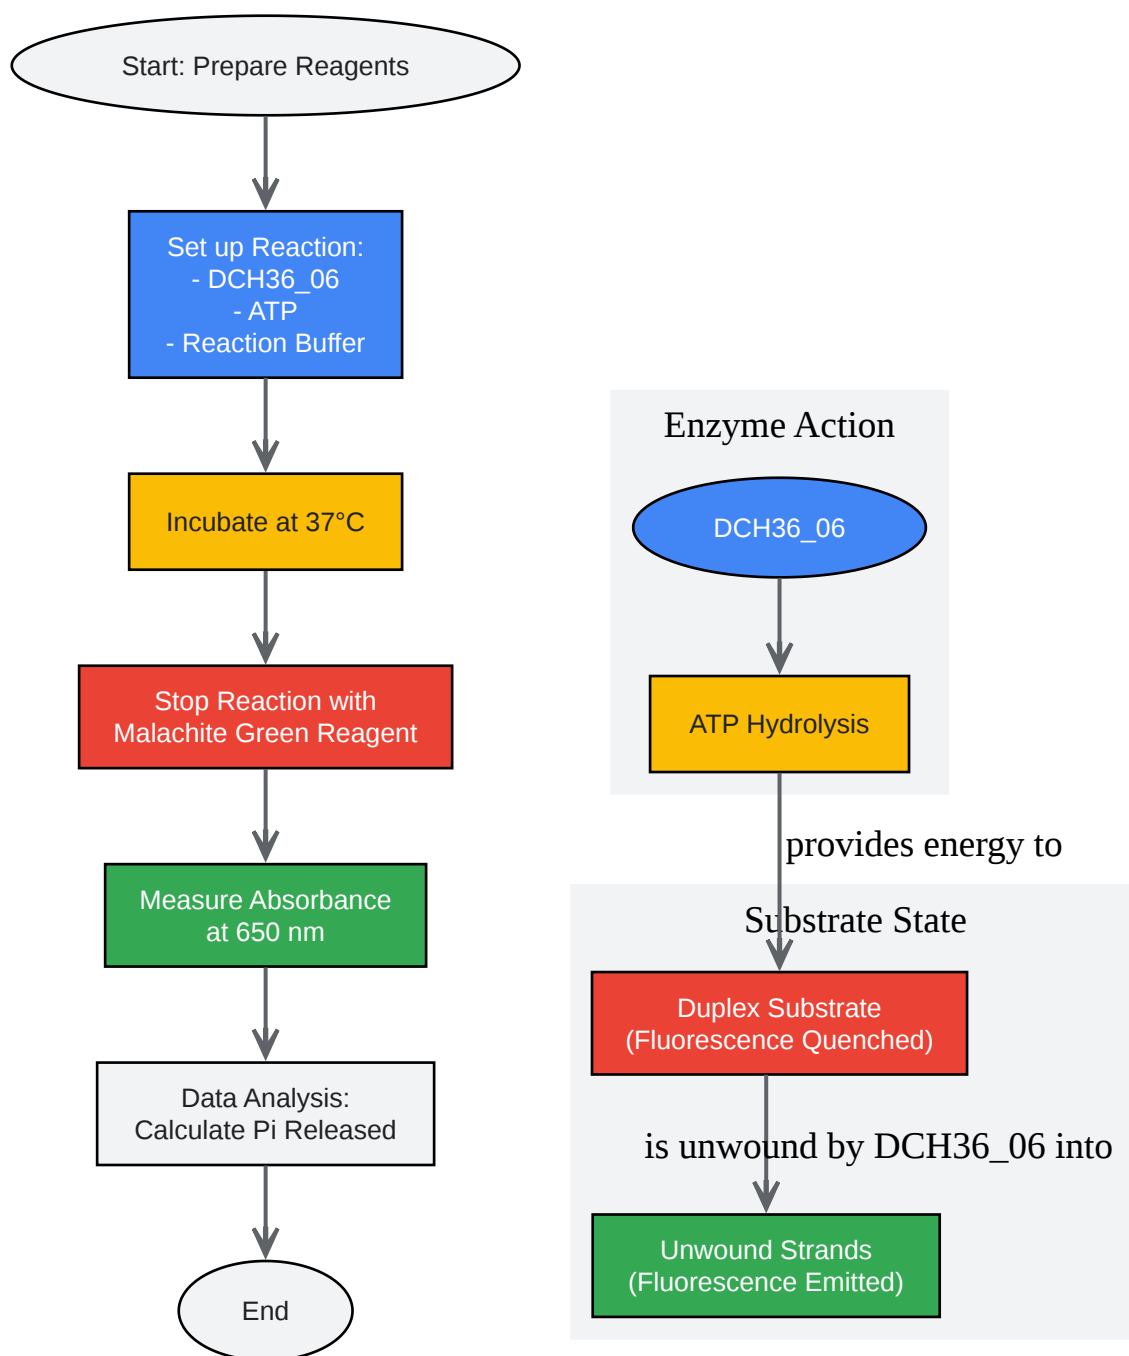 Start: Prepare Reagents
Set up Reaction:
- DCH36_06
- ATP
- Reaction Buffer
Incubate at 37°C
Stop Reaction with
Malachite Green Reagent
Measure Absorbance
at 650 nm
Data Analysis:
Calculate Pi Released
End
Enzyme Action
DCH36_06
ATP Hydrolysis
provides energy to
Substrate State
Duplex Substrate
(Fluorescence Quenched)
is unwound by DCH36_06 into
Unwound Strands
(Fluorescence Emitted)